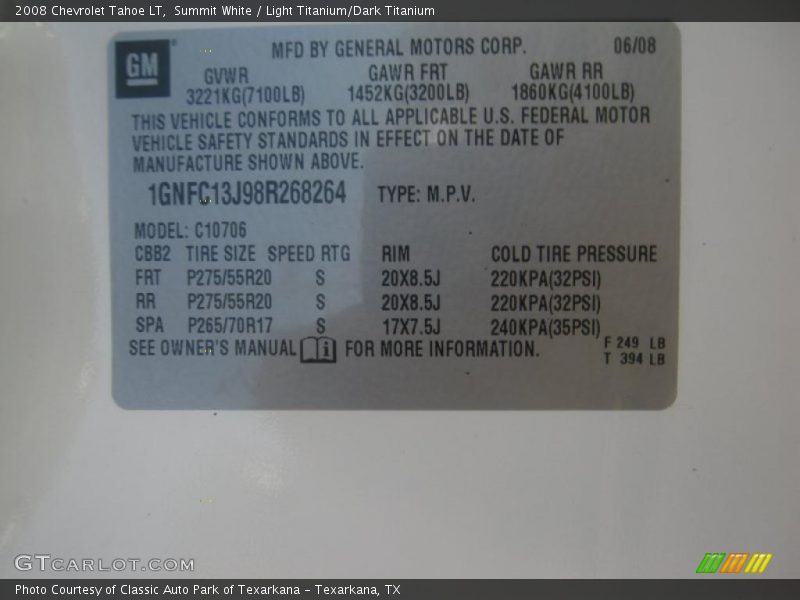 2008 Chevrolet Tahoe LT, Summit White / Light Titanium/Dark Titanium
GM
MFD BY GENERAL MOTORS CORP. 06/08
GVWR GAWR FRT GAWR RR
3221KG(7100LB) 1452KG(3200LB) 1860KG(4100LB)
THIS VEHICLE CONFORMS TO ALL APPLICABLE U.S. FEDERAL MOTOR
VEHICLE SAFETY STANDARDS IN EFFECT ON THE DATE OF
MANUFACTURE SHOWN ABOVE.
1GNFC13J98R268264 TYPE: M.P.V.
MODEL: C10706
CBB2 TIRE SIZE SPEED RTG RIM COLD TIRE PRESSURE
FRT P275/55R20 S 20X8.5J 220KPA(32PSI)
RR P275/55R20 S 20X8.5J 220KPA(32PSI)
SPA P265/70R17 S 17X7.5J 240KPA(35PSI)
SEE OWNER'S MANUAL i FOR MORE INFORMATION.
F 249 LB
T 394 LB
GTCARLOT.COM
Photo Courtesy of Classic Auto Park of Texarkana - Texarkana, TX